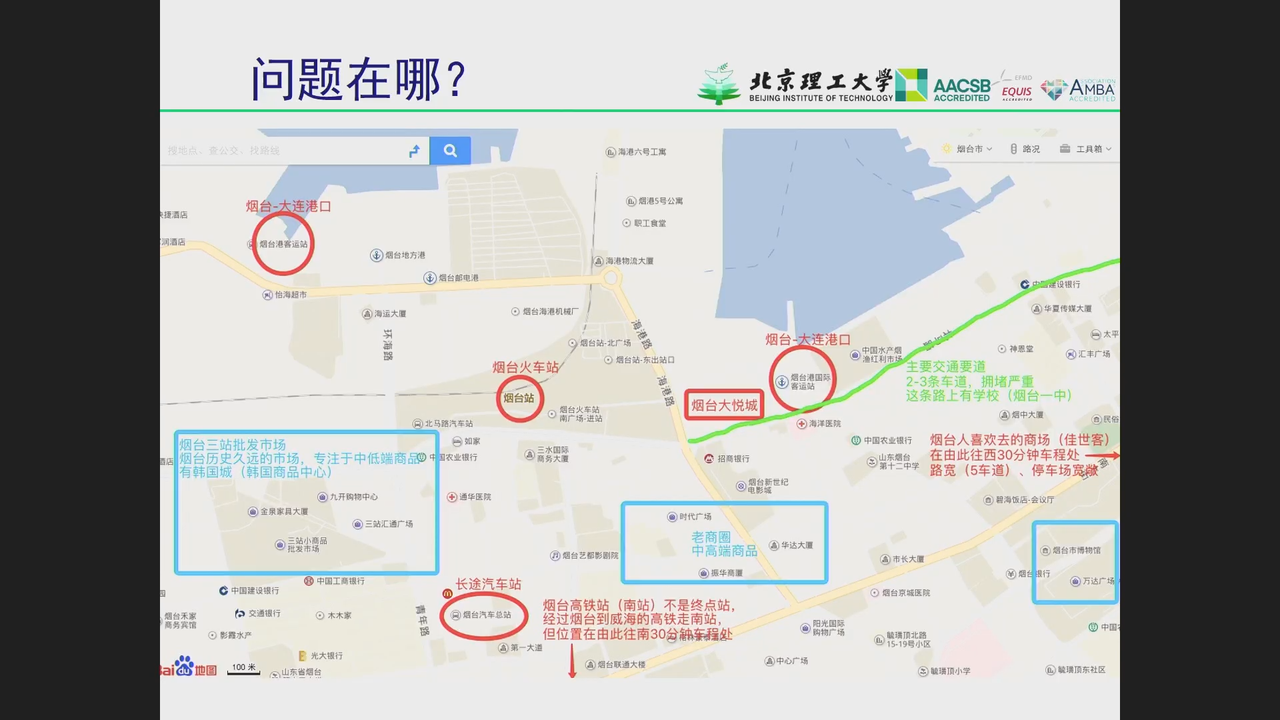 问题在哪?
北京理工大学
BEIJING INSTITUTE OF TECHNOLOGY
AACSB
ACCREDITED
EFMD
EQUIS
ACCREDITED
ASSOCIATION
AMBA
ACCREDITED
搜地点、查公交、找路线
烟台市
路况
工具箱
海港六号工寓
烟港5号公寓
职工食堂
烟台-大连港口
烟台港客运站
烟台地方港
烟台邮电港
海港物流大厦
怡海超市
海运大厦
环海路
烟台海港机械厂
海港路
烟台站-北广场
烟台站-东出站口
烟台火车站
烟台站
烟台火车站
南广场-进站
海港路
烟台大悦城
烟台-大连港口
烟台港国际
客运站
中国水产烟
渔红利市场
中国建设银行
华夏传媒大厦
太平
神恩堂
汇丰广场
主要交通要道
2-3条车道，拥堵严重
这条路上有学校（烟台一中）
烟中大厦
海洋医院
中国农业银行
山东烟台
第十二中学
烟台人喜欢去的商场（佳世客）
在由此往西30分钟车程处
路宽（5车道）、停车场宽敞
碧海饭店-会议厅
北马路汽车站
如家
中国农业银行
三水国际
商务大厦
招商银行
烟台新世纪
电影城
烟台三站批发市场
烟台历史久远的市场，专注于中低端商品
有韩国城（韩国商品中心）
九开购物中心
金泉家具大厦
三站汇通广场
三站小商品
批发市场
通华医院
时代广场
老商圈
中高端商品
华达大厦
振华商厦
烟台艺都影剧院
市长大厦
烟台市博物馆
万达广场
烟台银行
烟台京城医院
中国工商银行
中国建设银行
交通银行
木木家
影霞水产
光大银行
青年路
长途汽车站
烟台汽车总站
第一大道
烟台高铁站（南站）不是终点站，
经过烟台到威海的高铁走南站，
但位置在由此往南30分钟车程处
烟台联通大楼
阳光国际
购物广场
中心广场
毓璜顶北路
15-19号小区
毓璜顶小学
毓璜顶东社区
烟台禾家
商务宾馆
山东省烟台
Bai du 地图
100 米